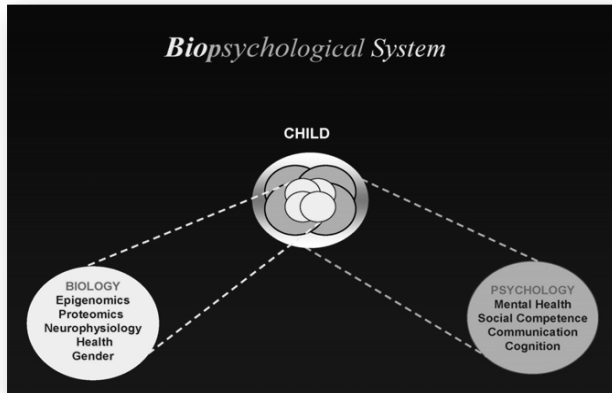 Biopsychological System
CHILD
BIOLOGY
Epigenomics
Proteomics
Neurophysiology
Health
Gender
PSYCHOLOGY
Mental Health
Social Competence
Communication
Cognition